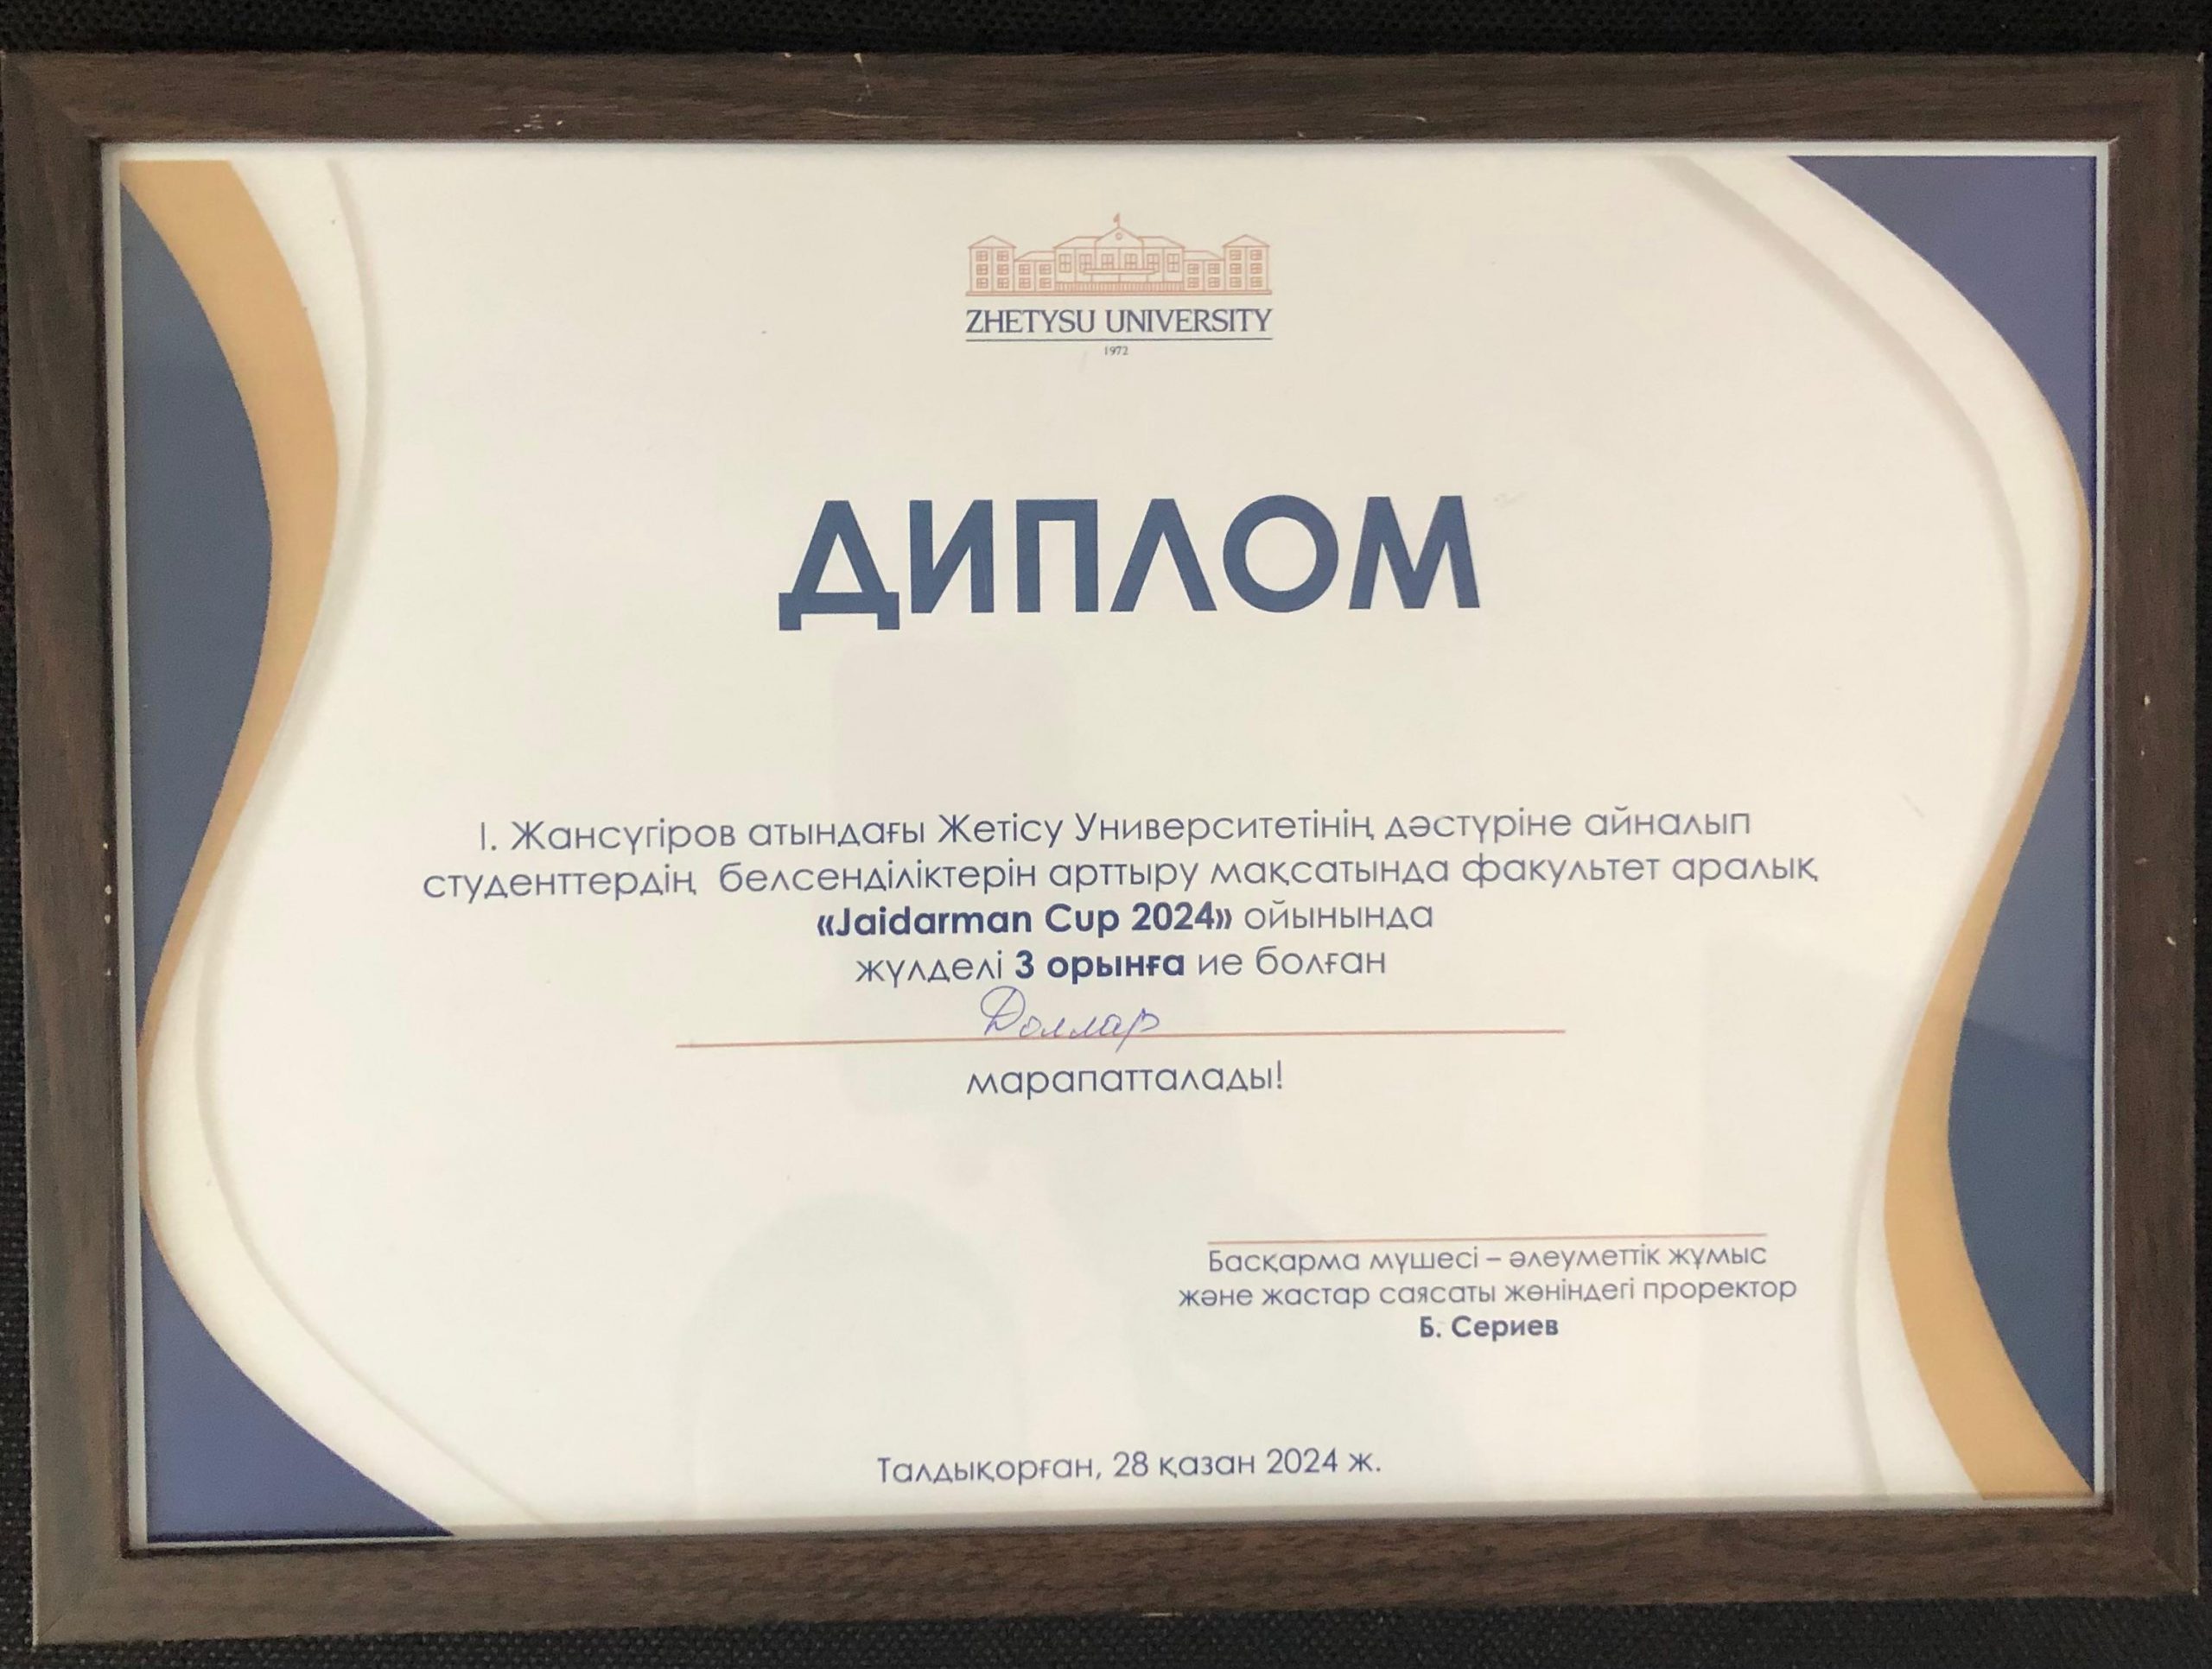 ZHETYSU UNIVERSITY
1972
ДИПЛОМ
І. Жансүгіров атындағы Жетісу Университетінің дәстүріне айналып
студенттердің белсенділіктерін арттыру мақсатында факультет аралық
«Jaidarman Cup 2024» ойынында
жүлделі 3 орынға ие болған
Доллар
марапатталады!
Басқарма мүшесі – әлеуметтік жұмыс
және жастар саясаты жөніндегі проректор
Б. Сериев
Талдықорған, 28 қазан 2024 ж.